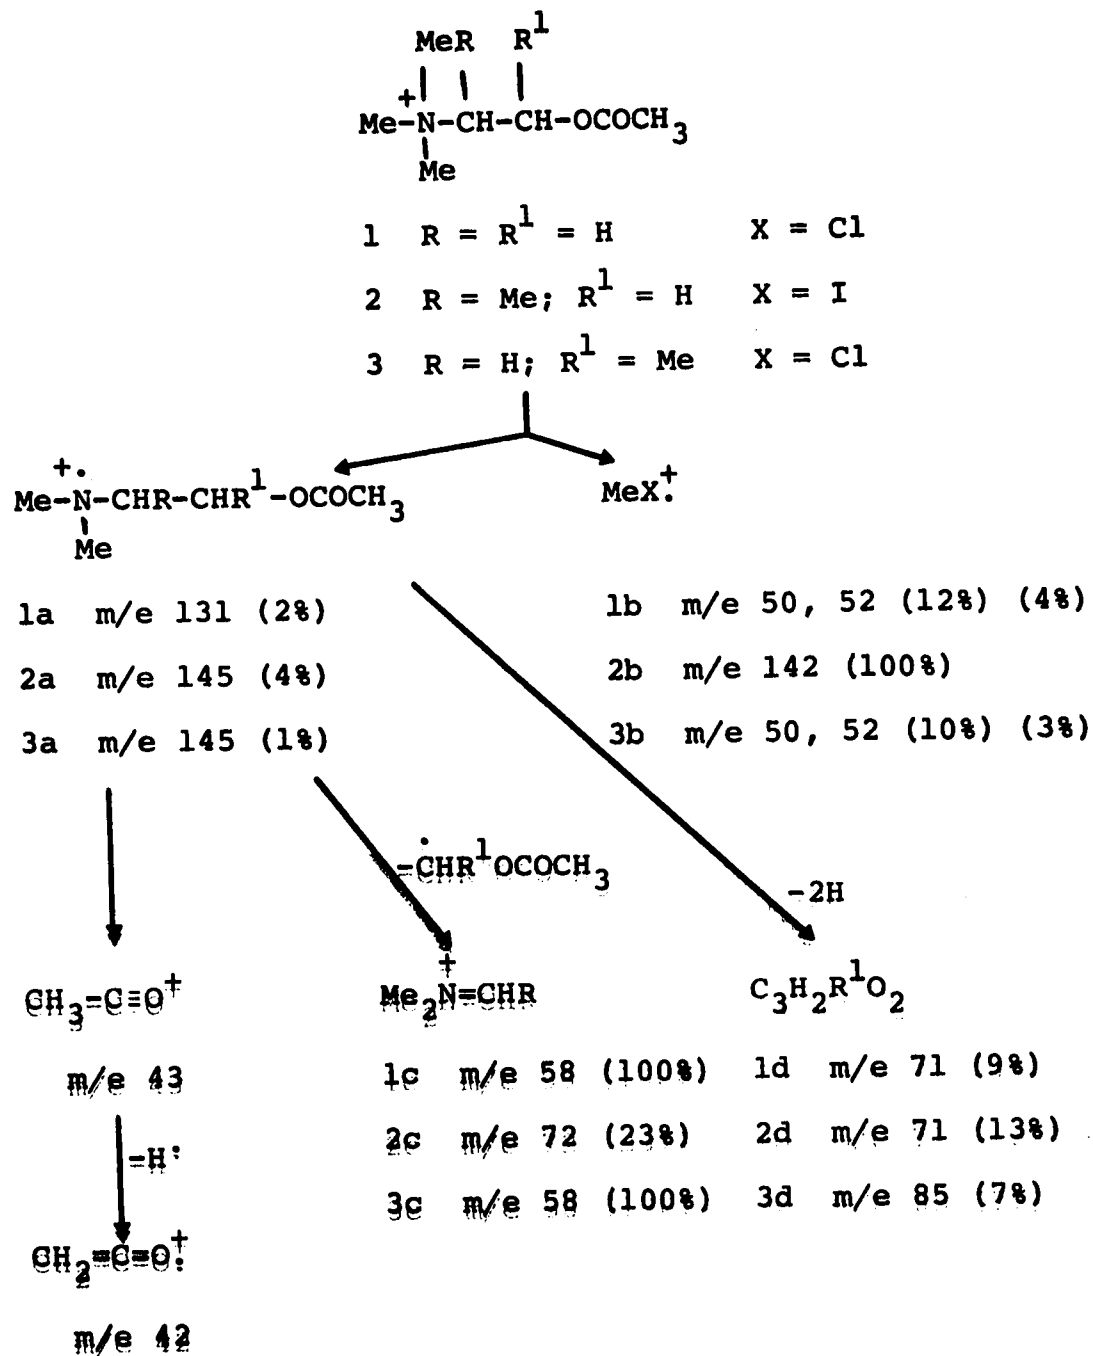 MeR R1
Me-N+-CH-CH-OCOCH3
Me
1 R = R1 = H X = Cl
2 R = Me; R1 = H X = I
3 R = H; R1 = Me X = Cl
+.
Me-N-CHR-CHR1-OCOCH3
Me
MeX.+
1a m/e 131 (2%)
2a m/e 145 (4%)
3a m/e 145 (1%)
1b m/e 50, 52 (12%) (4%)
2b m/e 142 (100%)
3b m/e 50, 52 (10%) (3%)
-ĊHR1OCOCH3
-2H
CH3-C≡O+
m/e 43
-H·
CH2=C=O.+
m/e 42
Me2N+=CHR
1c m/e 58 (100%)
2c m/e 72 (23%)
3c m/e 58 (100%)
C3H2R1O2
1d m/e 71 (9%)
2d m/e 71 (13%)
3d m/e 85 (7%)